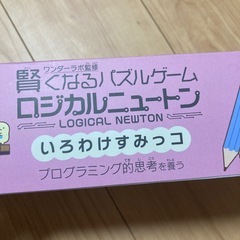 ワンダーラボ監修
賢くなるパズルゲーム
ロジカルニュートン
LOGICAL NEWTON
いろわけすみっコ
プログラミング的思考を養う